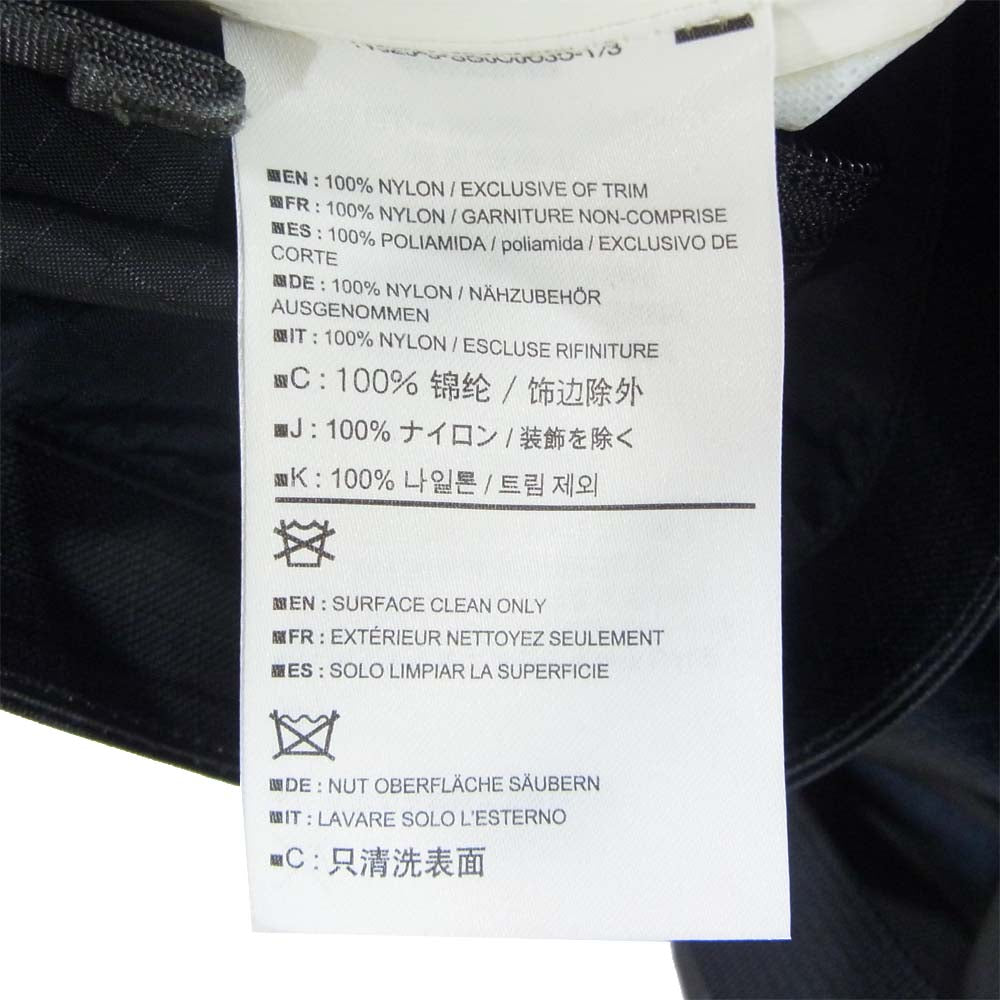 EN : 100% NYLON / EXCLUSIVE OF TRIM
FR : 100% NYLON / GARNITURE NON-COMPRISE
ES : 100% POLIAMIDA / poliamida / EXCLUSIVO DE
CORTE
DE : 100% NYLON / NÄHZUBEHÖR
AUSGENOMMEN
IT : 100% NYLON / ESCLUSE RIFINITURE
C : 100% 锦纶 / 饰边除外
J : 100% ナイロン / 装飾を除く
K : 100% 나일론 / 트림 제외
EN : SURFACE CLEAN ONLY
FR : EXTÉRIEUR NETTOYEZ SEULEMENT
ES : SOLO LIMPIAR LA SUPERFICIE
DE : NUT OBERFLÄCHE SÄUBERN
IT : LAVARE SOLO L'ESTERNO
C : 只清洗表面